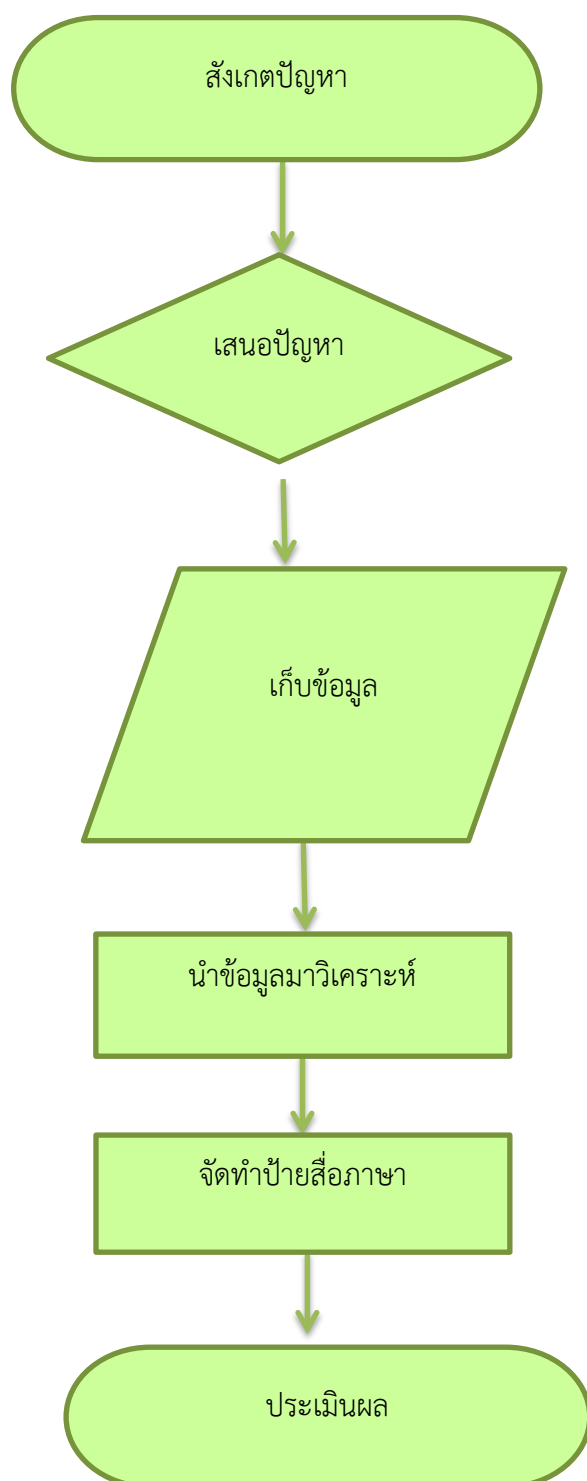 สังเกตปัญหา
เสนอปัญหา
เก็บข้อมูล
นำข้อมูลมาวิเคราะห์
จัดทำป้ายสื่อภาษา
ประเมินผล